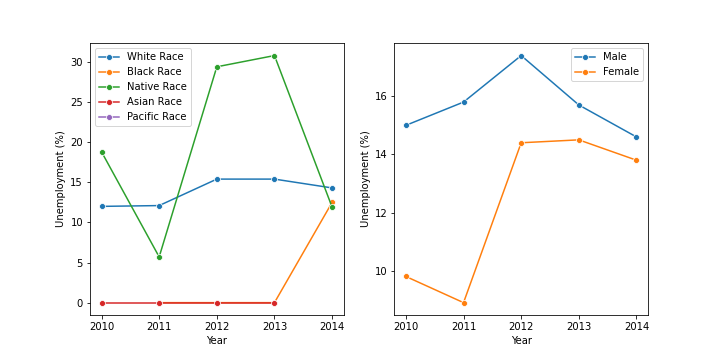 White Race
Black Race
Native Race
Asian Race
Pacific Race
30
25
20
15
10
5
0
Unemployment (%)
2010 2011 2012 2013 2014
Year
Male
Female
16
14
12
10
Unemployment (%)
2010 2011 2012 2013 2014
Year